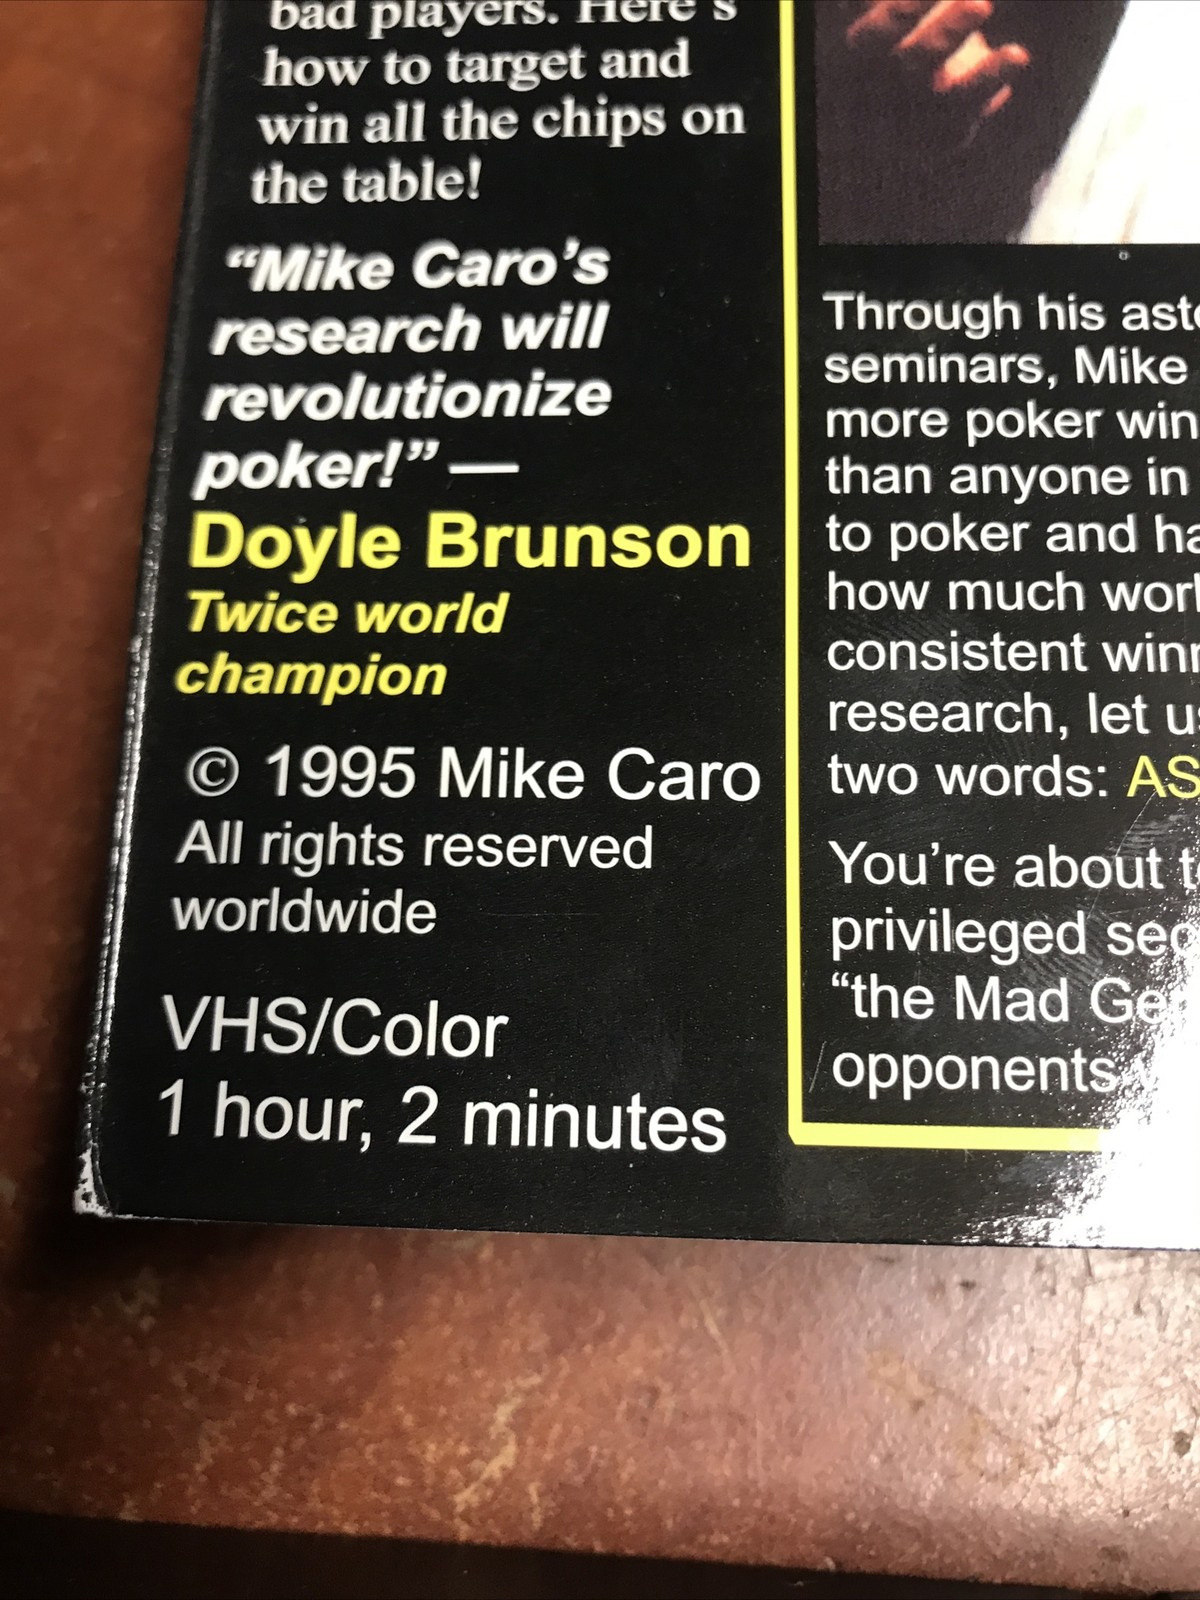 bad players. Here's
how to target and
win all the chips on
the table!
“Mike Caro’s
research will
revolutionize
poker!” —
Doyle Brunson
Twice world
champion
© 1995 Mike Caro
All rights reserved
worldwide
VHS/Color
1 hour, 2 minutes
Through his
seminars, Mike
more poker
than anyone in
to poker and
how much
consistent
research, let
two words:
You’re about
privileged
“the Mad
opponents